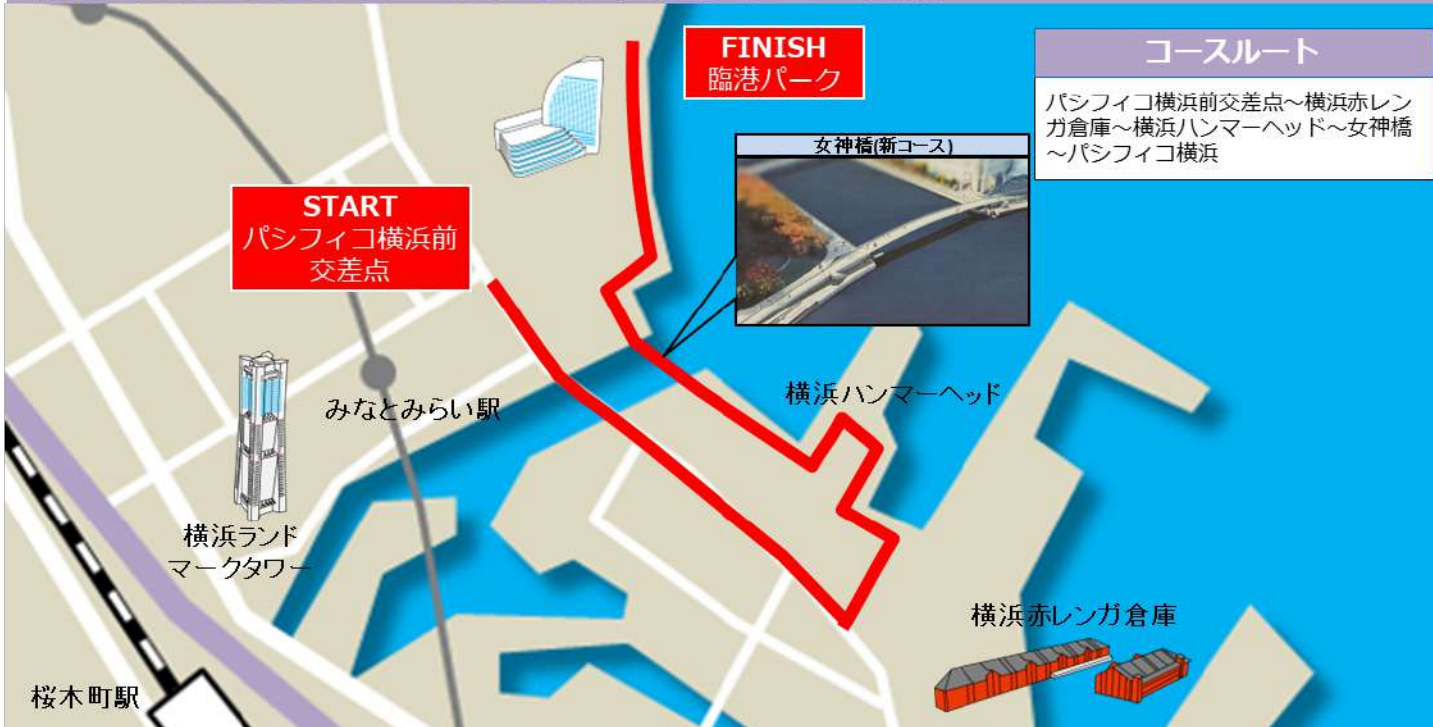 FINISH
臨港パーク
コースルート
パシフィコ横浜前交差点～横浜赤レン
ガ倉庫～横浜ハンマーヘッド～女神橋
～パシフィコ横浜
女神橋(新コース)
START
パシフィコ横浜前
交差点
横浜ハンマーヘッド
みなとみらい駅
横浜ランド
マークタワー
横浜赤レンガ倉庫
桜木町駅